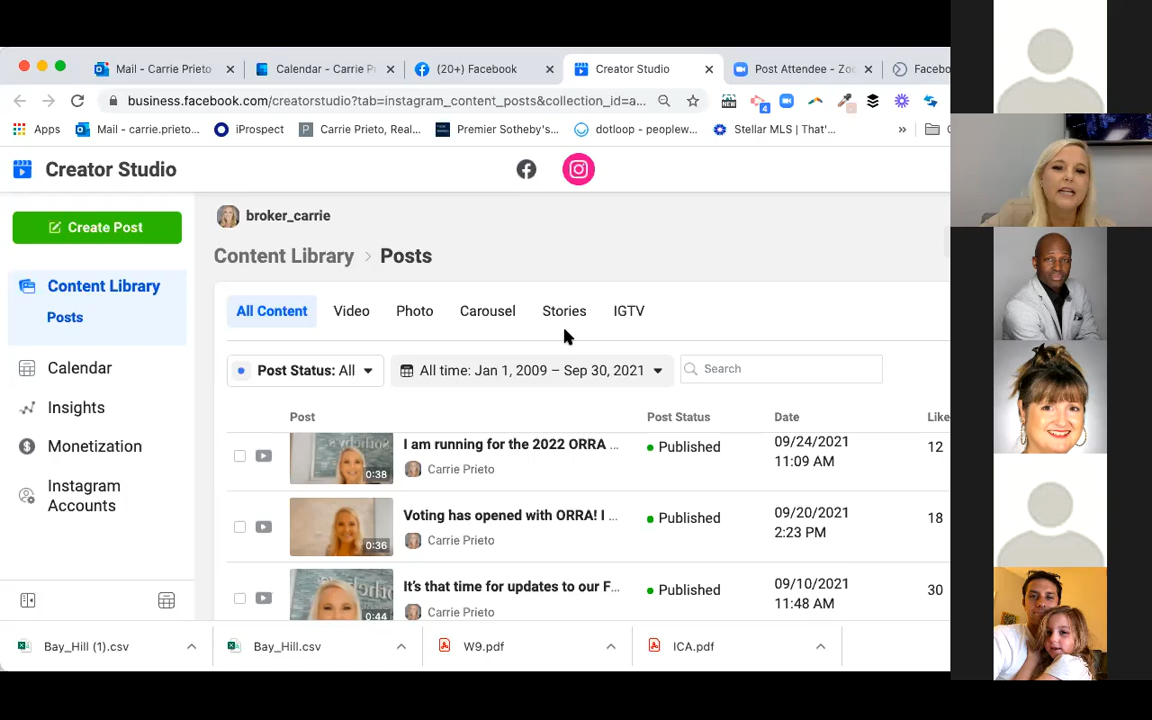 Mail - Carrie Prieto
Calendar - Carrie P
(20+) Facebook
Creator Studio
Post Attendee - Zo
Facebo
business.facebook.com/creatorstudio?tab=instagram_content_posts&collection_id=a...
NEW
4
Apps
Mail - carrie.prieto...
iProspect
Carrie Prieto, Real...
Premier Sotheby's...
dotloop - peoplew...
Stellar MLS | That'...
»
Creator Studio
Create Post
broker_carrie
Content Library > Posts
Content Library
Posts
Calendar
Insights
Monetization
Instagram
Accounts
All Content
Video
Photo
Carousel
Stories
IGTV
Post Status: All
All time: Jan 1, 2009 – Sep 30, 2021
Search
Post
Post Status
Date
Like
I am running for the 2022 ORRA ...
Carrie Prieto
0:38
Published
09/24/2021
11:09 AM
12
Voting has opened with ORRA! I ...
Carrie Prieto
0:36
Published
09/20/2021
2:23 PM
18
It's that time for updates to our F...
Carrie Prieto
0:44
Published
09/10/2021
11:48 AM
30
Bay_Hill (1).csv
Bay_Hill.csv
W9.pdf
ICA.pdf